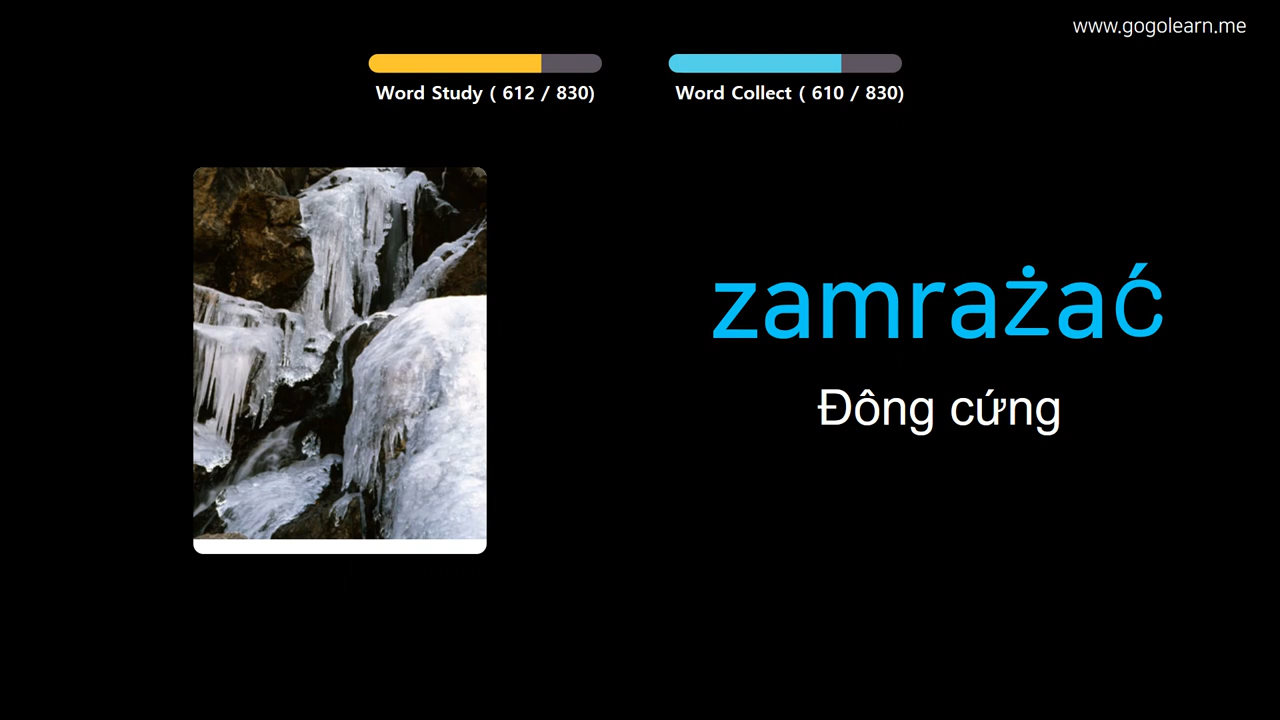 www.gogolearn.me
Word Study ( 612 / 830)
Word Collect ( 610 / 830)
zamrażać
Đông cứng